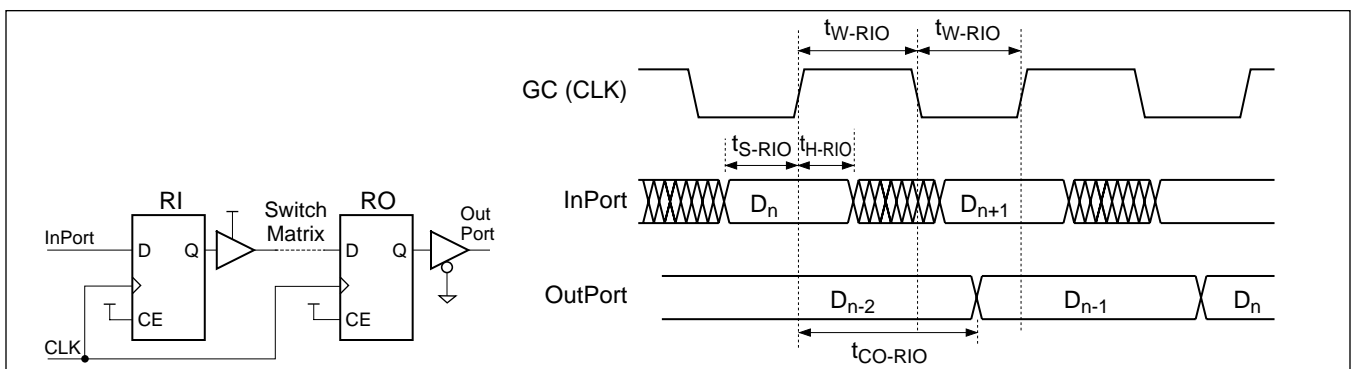 RI
RO
InPort
D
Q
CE
Switch
Matrix
D
Q
CE
Out
Port
CLK
tW-RIO
tW-RIO
GC (CLK)
tS-RIO
tH-RIO
InPort
Dn
Dn+1
OutPort
Dn-2
Dn-1
Dn
tCO-RIO